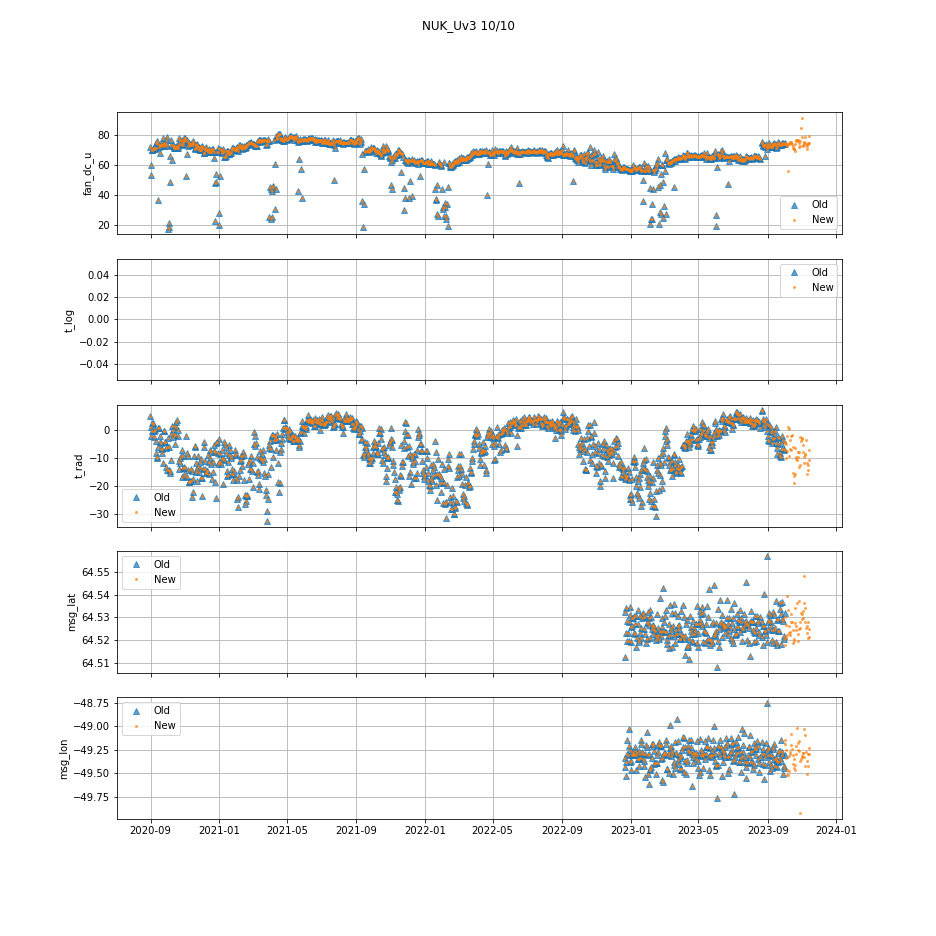 NUK_Uv3 10/10
80
60
40
20
fan_dc_u
Old
New
0.04
0.02
0.00
−0.02
−0.04
t_log
Old
New
0
−10
−20
−30
t_rad
Old
New
64.55
64.54
64.53
64.52
64.51
msg_lat
Old
New
−48.75
−49.00
−49.25
−49.50
−49.75
msg_lon
Old
New
2020-09 2021-01 2021-05 2021-09 2022-01 2022-05 2022-09 2023-01 2023-05 2023-09 2024-01